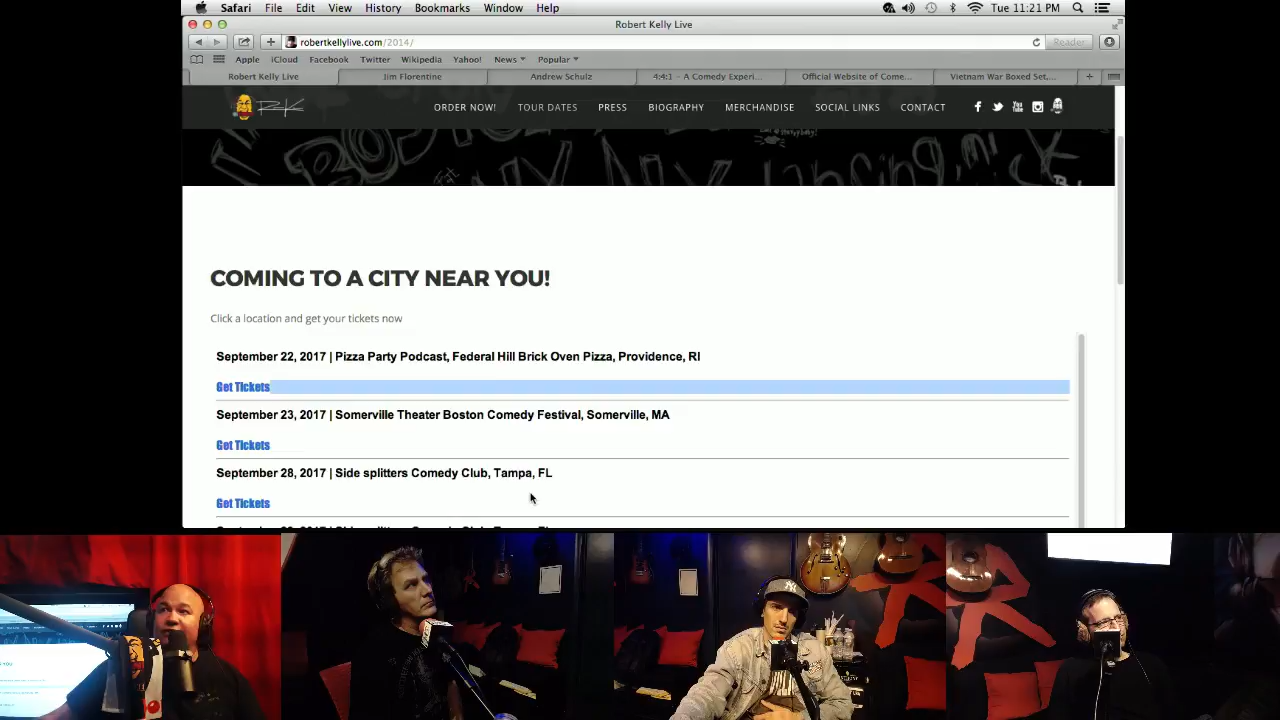 Safari File Edit View History Bookmarks Window Help Tue 11:21 PM
Robert Kelly Live
robertkellylive.com/2014/ Reader
Apple iCloud Facebook Twitter Wikipedia Yahoo! News Popular
Robert Kelly Live Jim Florentine Andrew Schulz 4:4:1 - A Comedy Experi... Official Website of Come... Vietnam War Boxed Set,...
ORDER NOW! TOUR DATES PRESS BIOGRAPHY MERCHANDISE SOCIAL LINKS CONTACT
COMING TO A CITY NEAR YOU!
Click a location and get your tickets now
September 22, 2017 | Pizza Party Podcast, Federal Hill Brick Oven Pizza, Providence, RI
Get Tickets
September 23, 2017 | Somerville Theater Boston Comedy Festival, Somerville, MA
Get Tickets
September 28, 2017 | Side splitters Comedy Club, Tampa, FL
Get Tickets